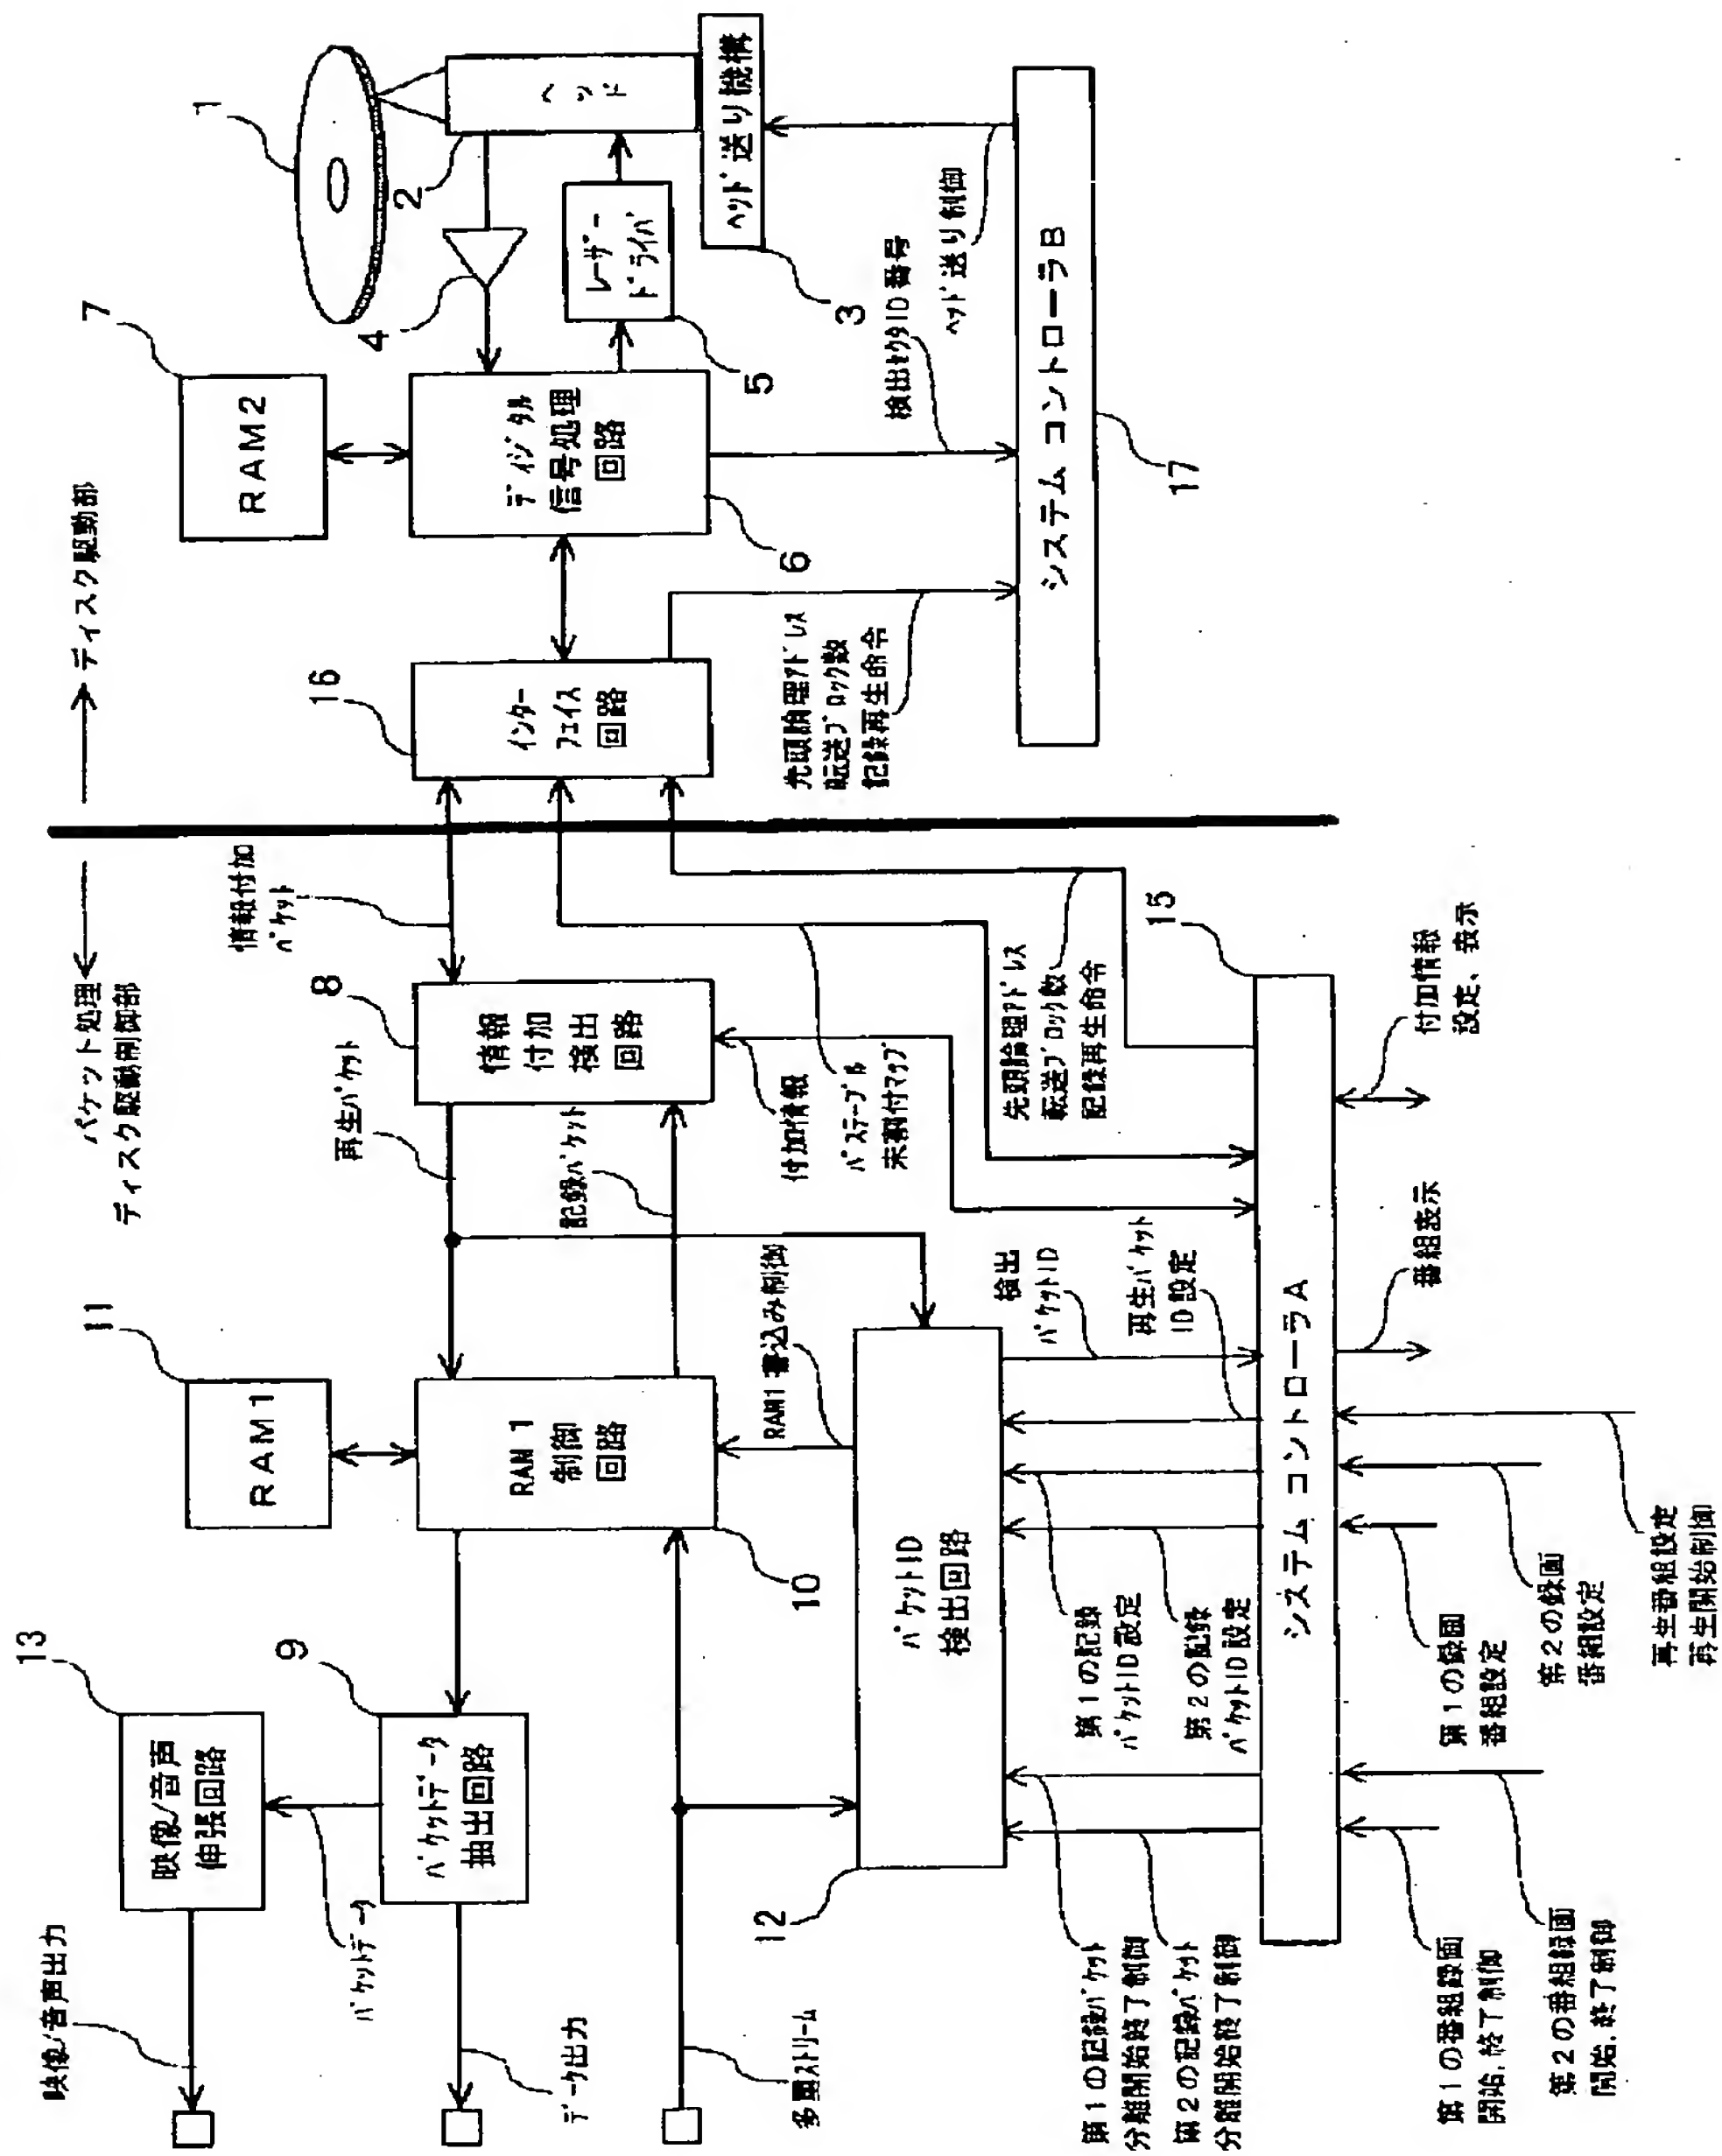 映像/音声出力
データ出力
多重ストリーム
13
映像/音声
伸張回路
パケットデータ
9
パケットデータ
抽出回路
11
RAM1
RAM1
制御
回路
10
再生パケット
記録パケット
8
情報
付加
検出
回路
情報付加
パケット
パケット処理
ディスク駆動制御部
ディスク駆動部
16
インター
フェイス
回路
7
RAM2
ディジタル
信号処理
回路
6
1
2
ヘッド
4
レーザー
ドライバ
5
ヘッド送り機構
3
12
パケットID
検出回路
RAM1書込み制御
付加情報
パステーブル
未割付マップ
先頭論理アドレス
転送ブロック数
記録再生命令
先頭論理アドレス
転送ブロック数
記録再生命令
検出セクタID番号
ヘッド送り制御
システムコントローラB
17
第1の記録パケット
分離開始終了制御
第2の記録パケット
分離開始終了制御
第1の記録
パケットID設定
第2の記録
パケットID設定
検出
パケットID
再生パケット
ID設定
15
システムコントローラA
第1の番組録画
開始,終了制御
第2の番組録画
開始,終了制御
第1の録画
番組設定
第2の録画
番組設定
再生番組設定
再生開始制御
番組表示
付加情報
設定、表示